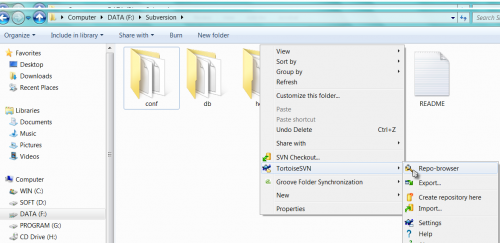 Computer ▸ DATA (F:) ▸ Subversion ▸
Organize
Include in library
Share with
Burn
New folder
Favorites
Desktop
Downloads
Recent Places
Libraries
Documents
Music
Pictures
Videos
Computer
WIN (C:)
SOFT (D:)
DATA (F:)
PROGRAM (G:)
CD Drive (H:)
conf
db
README
View
Sort by
Group by
Refresh
Customize this folder...
Paste
Paste shortcut
Undo Delete Ctrl+Z
Share with
SVN Checkout...
TortoiseSVN
Groove Folder Synchronization
New
Properties
Repo-browser
Export...
Create repository here
Import...
Settings
Help